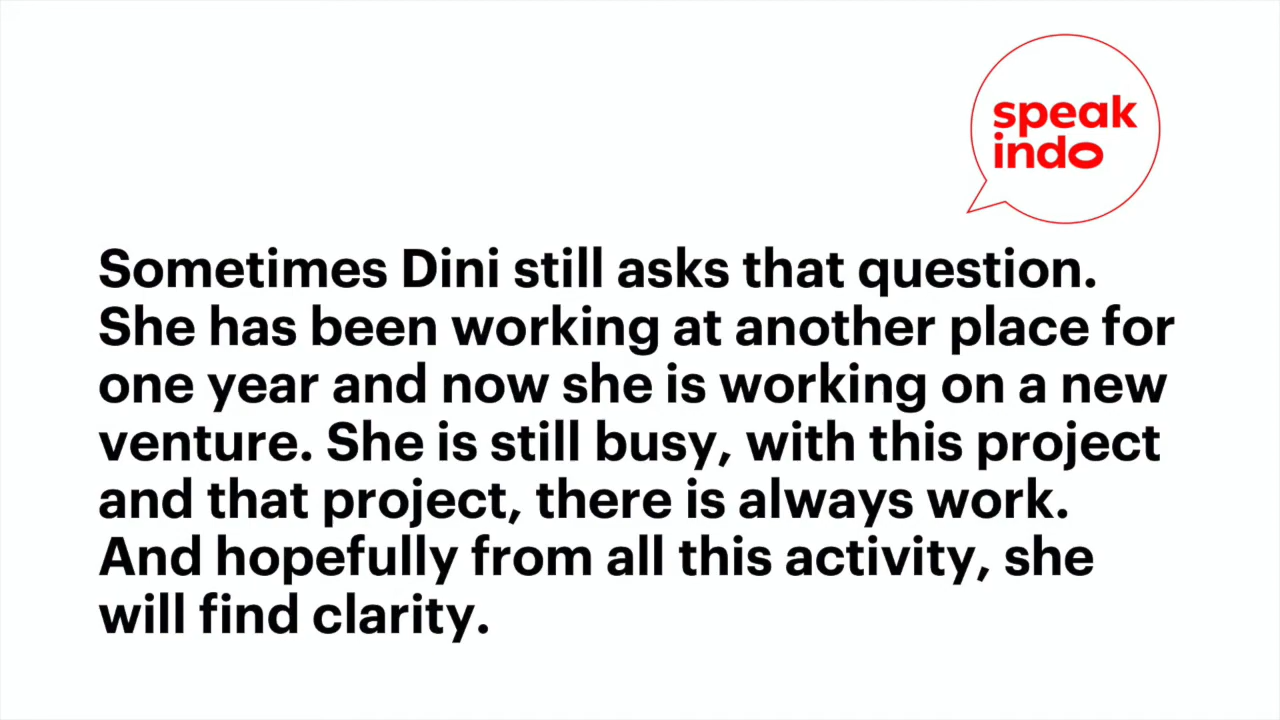 speak
indo
Sometimes Dini still asks that question.
She has been working at another place for
one year and now she is working on a new
venture. She is still busy, with this project
and that project, there is always work.
And hopefully from all this activity, she
will find clarity.